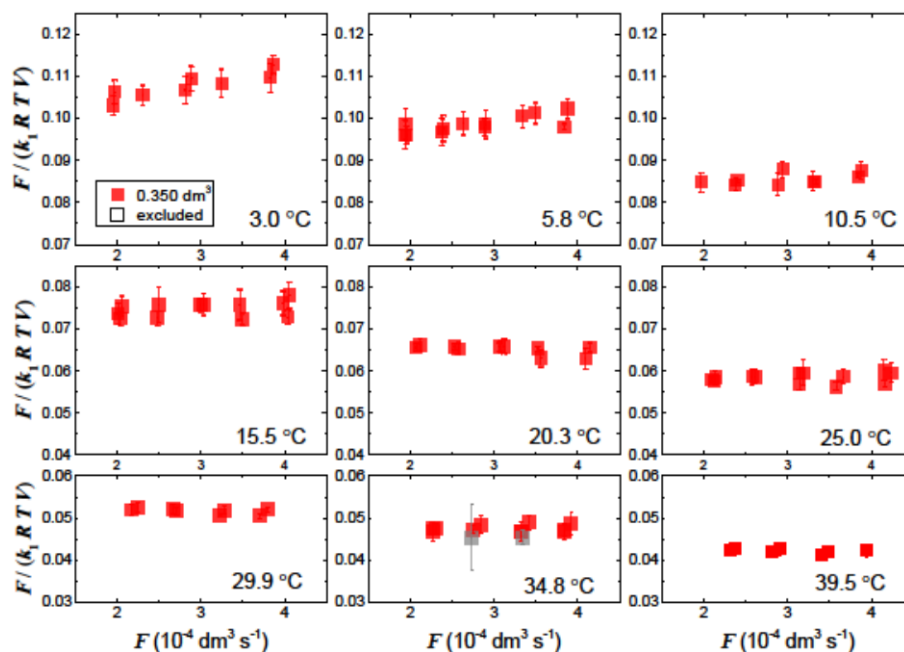 F / (k₁ R T V)
0.12
0.11
0.10
0.09
0.08
0.07
2 3 4
0.350 dm³
excluded
3.0 °C
0.12
0.11
0.10
0.09
0.08
0.07
2 3 4
5.8 °C
0.12
0.11
0.10
0.09
0.08
0.07
2 3 4
10.5 °C
F / (k₁ R T V)
0.08
0.07
0.06
0.05
0.04
2 3 4
15.5 °C
0.08
0.07
0.06
0.05
0.04
2 3 4
20.3 °C
0.08
0.07
0.06
0.05
0.04
2 3 4
25.0 °C
F / (k₁ R T V)
0.06
0.05
0.04
0.03
2 3 4
29.9 °C
F (10⁻⁴ dm³ s⁻¹)
0.06
0.05
0.04
0.03
2 3 4
34.8 °C
F (10⁻⁴ dm³ s⁻¹)
0.06
0.05
0.04
0.03
2 3 4
39.5 °C
F (10⁻⁴ dm³ s⁻¹)